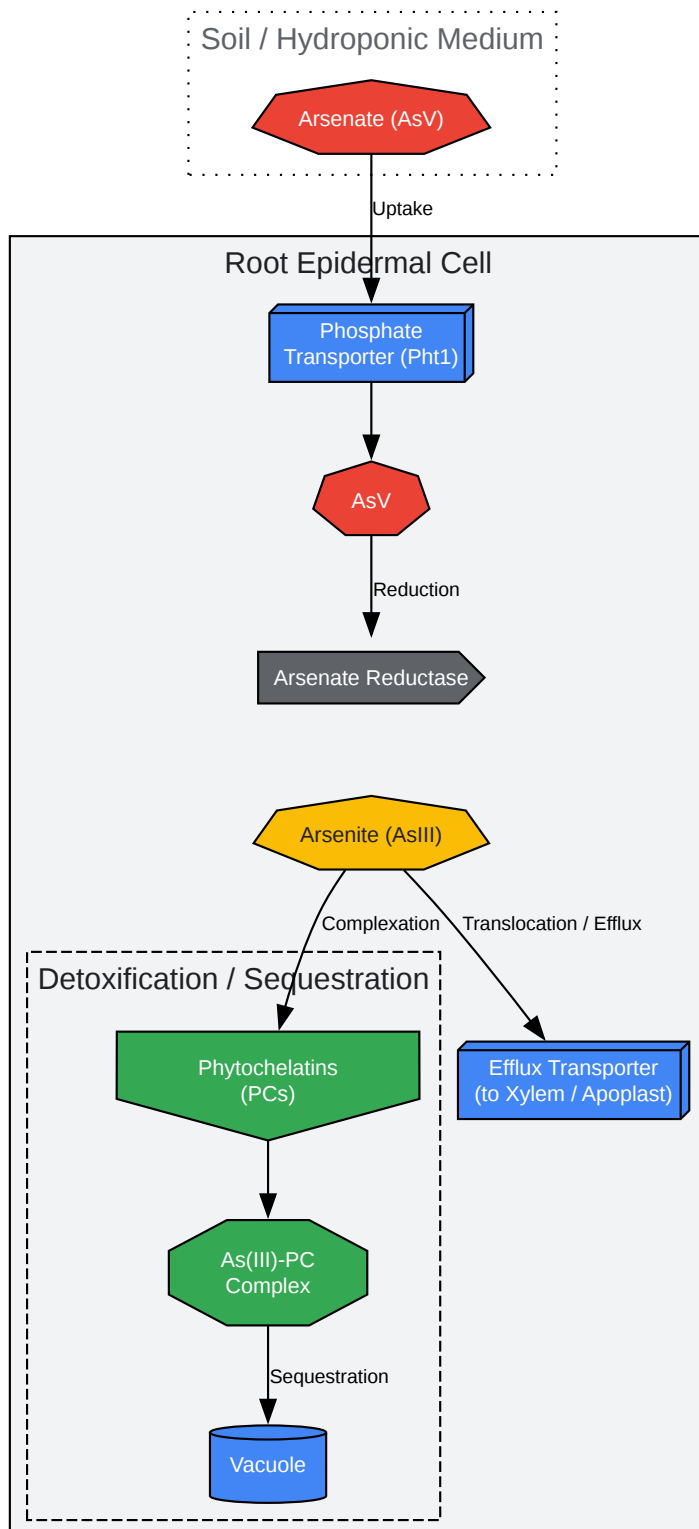 Soil / Hydroponic Medium
Arsenate (AsV)
Uptake
Root Epidermal Cell
Phosphate
Transporter (Pht1)
AsV
Reduction
Arsenate Reductase
Arsenite (AsIII)
Complexation
Translocation / Efflux
Detoxification / Sequestration
Phytochelatins
(PCs)
Efflux Transporter
(to Xylem / Apoplast)
As(III)-PC
Complex
Sequestration
Vacuole